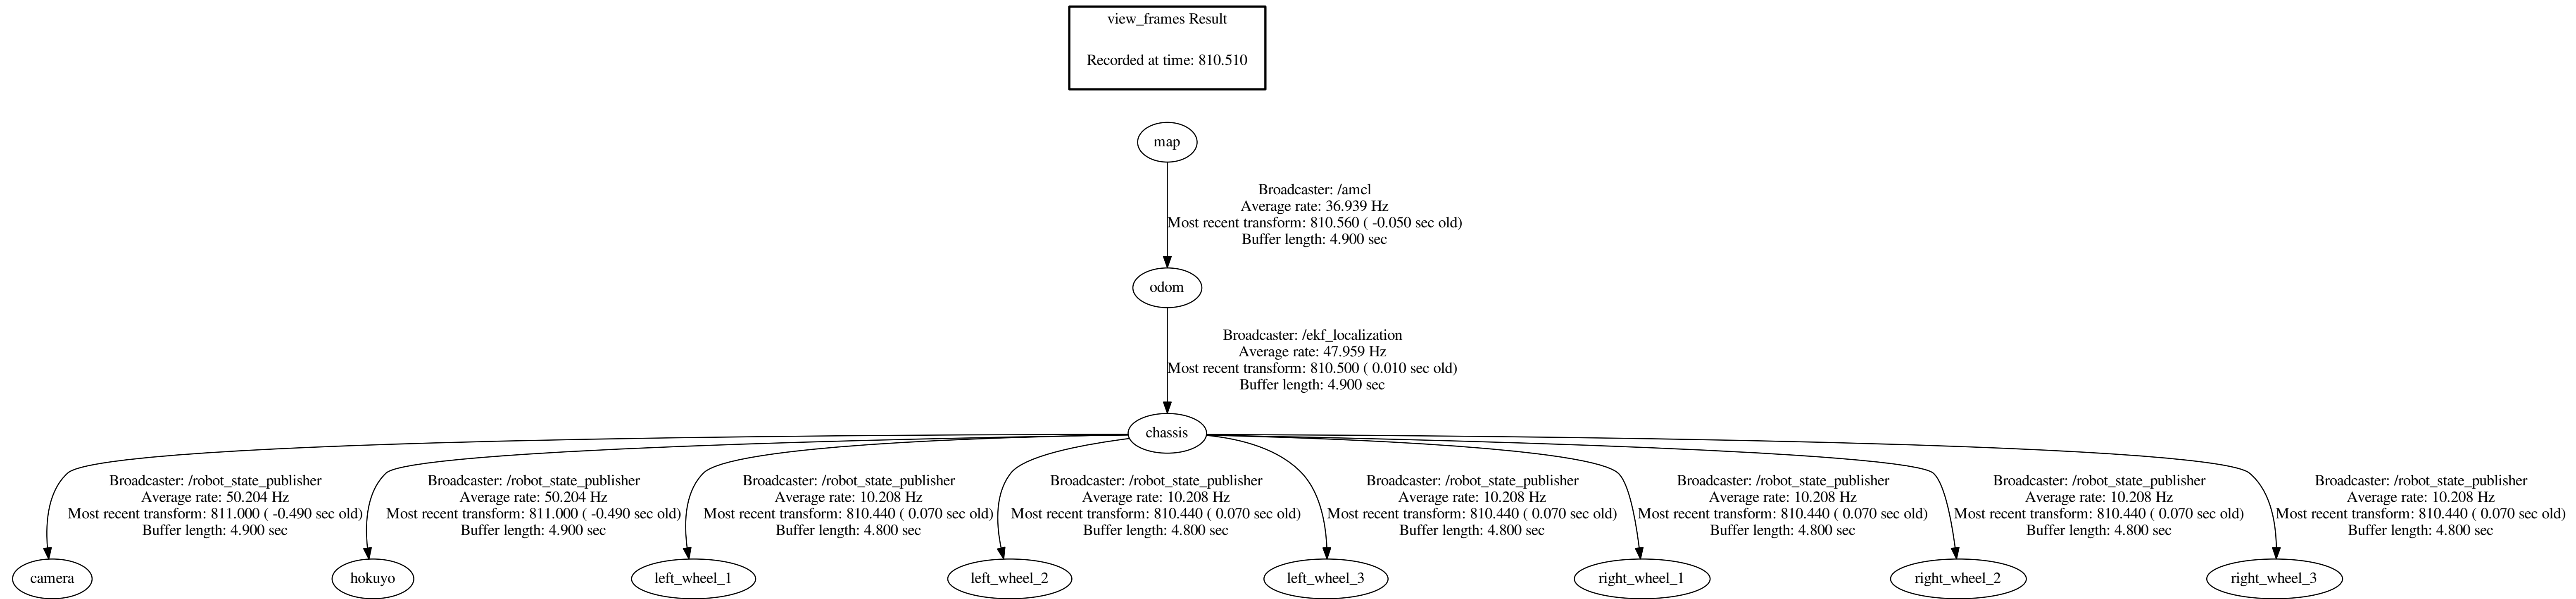 view_frames Result
Recorded at time: 810.510
map
Broadcaster: /amcl
Average rate: 36.939 Hz
Most recent transform: 810.560 ( -0.050 sec old)
Buffer length: 4.900 sec
odom
Broadcaster: /ekf_localization
Average rate: 47.959 Hz
Most recent transform: 810.500 ( 0.010 sec old)
Buffer length: 4.900 sec
chassis
Broadcaster: /robot_state_publisher
Average rate: 50.204 Hz
Most recent transform: 811.000 ( -0.490 sec old)
Buffer length: 4.900 sec
Broadcaster: /robot_state_publisher
Average rate: 50.204 Hz
Most recent transform: 811.000 ( -0.490 sec old)
Buffer length: 4.900 sec
Broadcaster: /robot_state_publisher
Average rate: 10.208 Hz
Most recent transform: 810.440 ( 0.070 sec old)
Buffer length: 4.800 sec
Broadcaster: /robot_state_publisher
Average rate: 10.208 Hz
Most recent transform: 810.440 ( 0.070 sec old)
Buffer length: 4.800 sec
Broadcaster: /robot_state_publisher
Average rate: 10.208 Hz
Most recent transform: 810.440 ( 0.070 sec old)
Buffer length: 4.800 sec
Broadcaster: /robot_state_publisher
Average rate: 10.208 Hz
Most recent transform: 810.440 ( 0.070 sec old)
Buffer length: 4.800 sec
Broadcaster: /robot_state_publisher
Average rate: 10.208 Hz
Most recent transform: 810.440 ( 0.070 sec old)
Buffer length: 4.800 sec
Broadcaster: /robot_state_publisher
Average rate: 10.208 Hz
Most recent transform: 810.440 ( 0.070 sec old)
Buffer length: 4.800 sec
camera
hokuyo
left_wheel_1
left_wheel_2
left_wheel_3
right_wheel_1
right_wheel_2
right_wheel_3